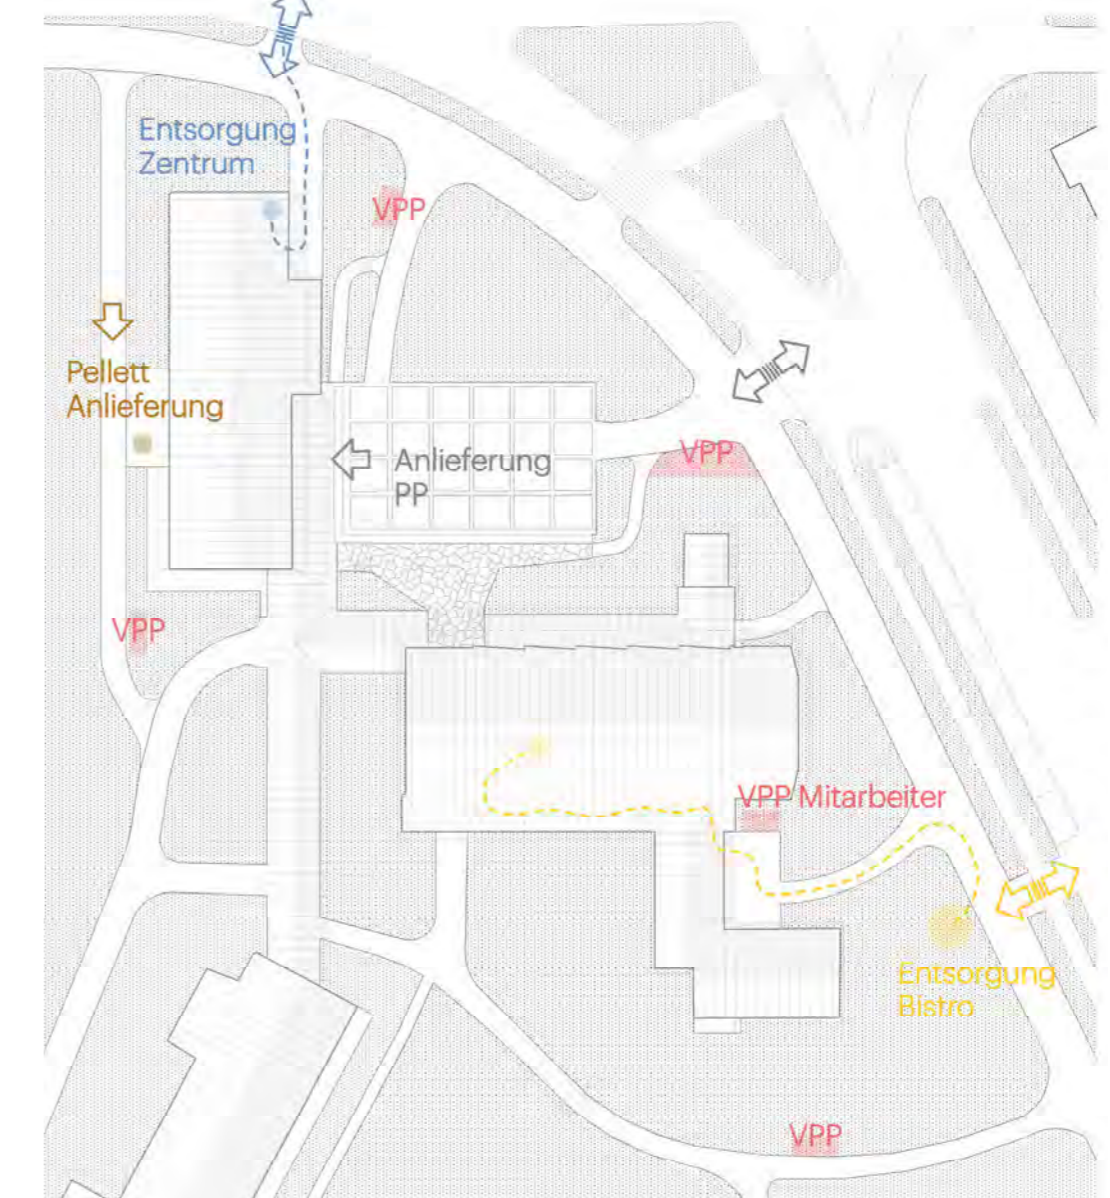 Entsorgung
Zentrum
VPP
Pellett
Anlieferung
Anlieferung
PP
VPP
VPP
VPP Mitarbeiter
Entsorgung
Bistro
VPP